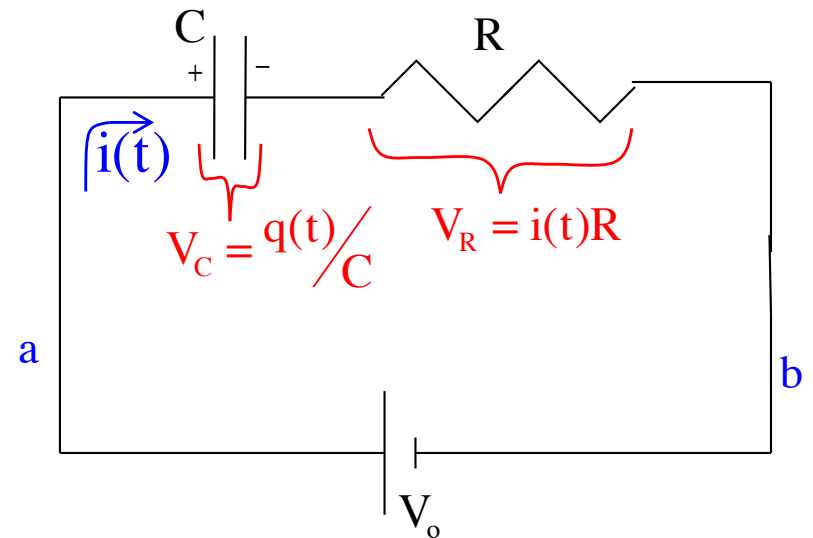 C
R
+ −
i(t)
V_C = q(t)/C
V_R = i(t)R
a
b
V_o